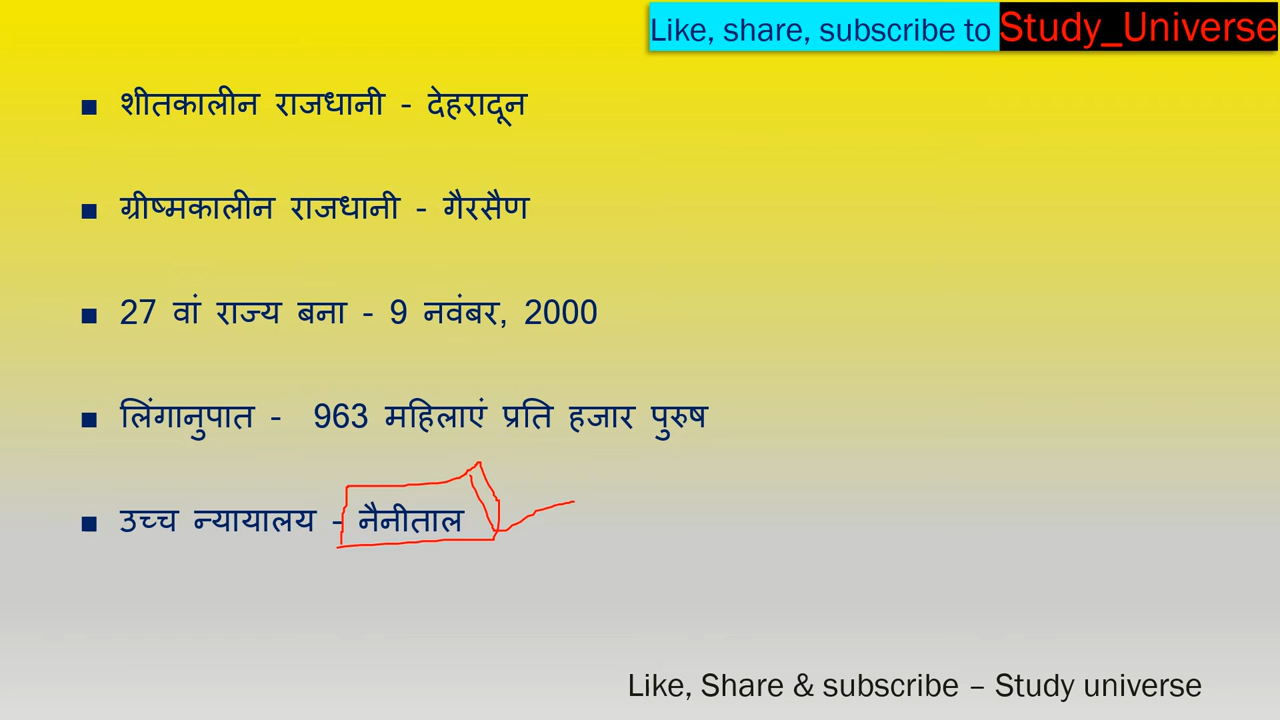 Like, share, subscribe to Study_Universe
▪ शीतकालीन राजधानी - देहरादून
▪ ग्रीष्मकालीन राजधानी - गैरसैण
▪ 27 वां राज्य बना - 9 नवंबर, 2000
▪ लिंगानुपात - 963 महिलाएं प्रति हजार पुरुष
▪ उच्च न्यायालय - नैनीताल
Like, Share & subscribe – Study universe